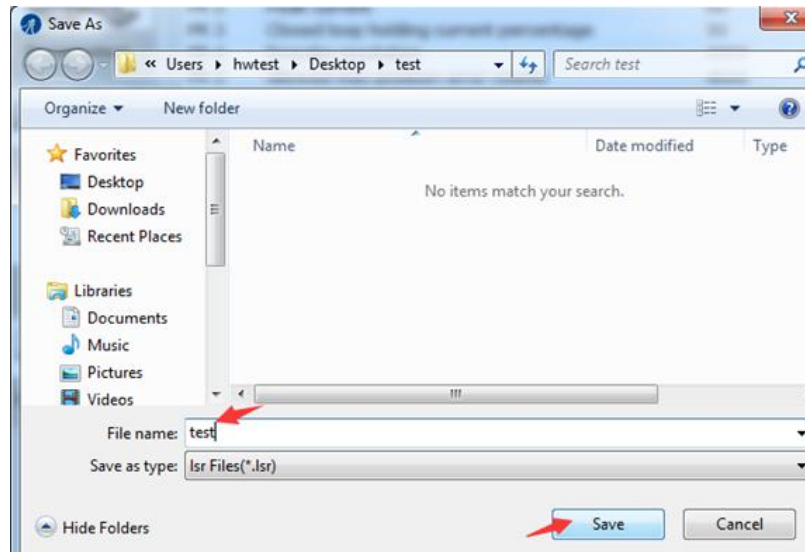 Save As
« Users ▸ hwtest ▸ Desktop ▸ test
Search test
Organize
New folder
Name
Date modified
Type
Favorites
Desktop
Downloads
Recent Places
No items match your search.
Libraries
Documents
Music
Pictures
Videos
File name: test
Save as type: lsr Files(*.lsr)
Hide Folders
Save
Cancel